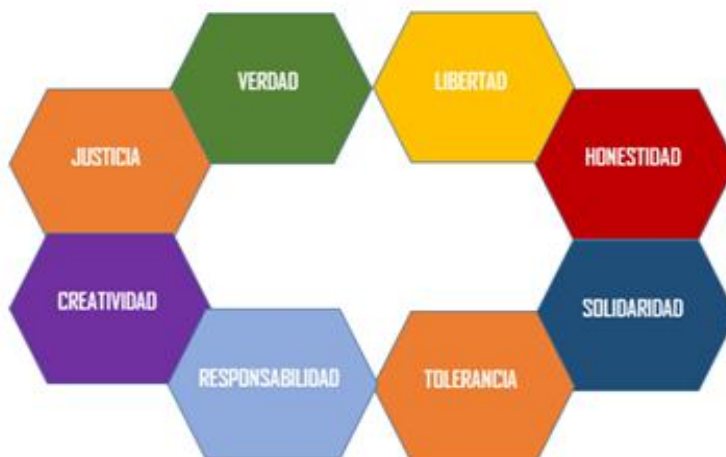 VERDAD
LIBERTAD
JUSTICIA
HONESTIDAD
CREATIVIDAD
SOLIDARIDAD
RESPONSABILIDAD
TOLERANCIA